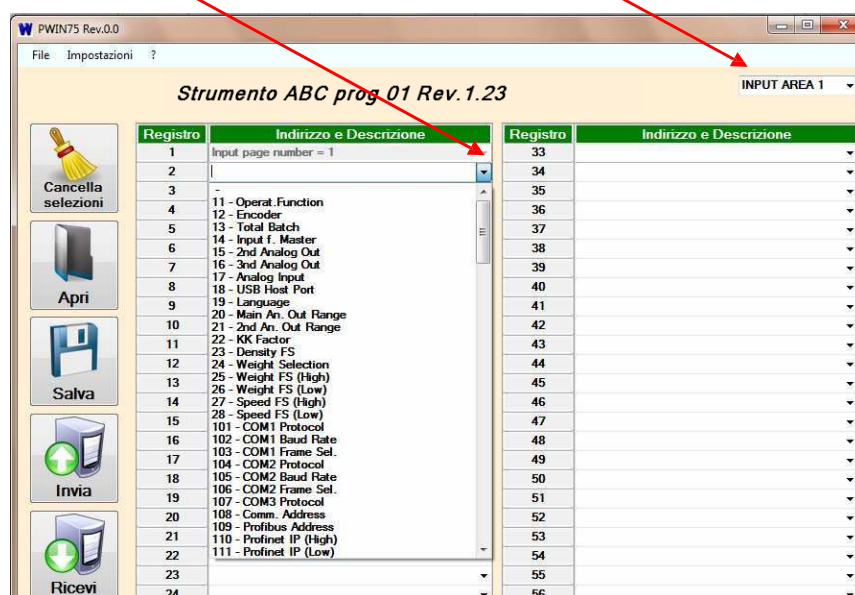 PWIN75 Rev.0.0
File Impostazioni ?
Strumento ABC prog 01 Rev.1.23
INPUT AREA 1
Cancella
selezioni
Apri
Salva
Invia
Ricevi
Registro Indirizzo e Descrizione
1 Input page number = 1
2
3
4
5
6
7
8
9
10
11
12
13
14
15
16
17
18
19
20
21
22
23
24
-
11 - Operat.Function
12 - Encoder
13 - Total Batch
14 - Input f. Master
15 - 2nd Analog Out
16 - 3nd Analog Out
17 - Analog Input
18 - USB Host Port
19 - Language
20 - Main An. Out Range
21 - 2nd An. Out Range
22 - KK Factor
23 - Density FS
24 - Weight Selection
25 - Weight FS (High)
26 - Weight FS (Low)
27 - Speed FS (High)
28 - Speed FS (Low)
101 - COM1 Protocol
102 - COM1 Baud Rate
103 - COM1 Frame Sel.
104 - COM2 Protocol
105 - COM2 Baud Rate
106 - COM2 Frame Sel.
107 - COM3 Protocol
108 - Comm. Address
109 - Profibus Address
110 - Profinet IP (High)
111 - Profinet IP (Low)
Registro Indirizzo e Descrizione
33
34
35
36
37
38
39
40
41
42
43
44
45
46
47
48
49
50
51
52
53
54
55
56